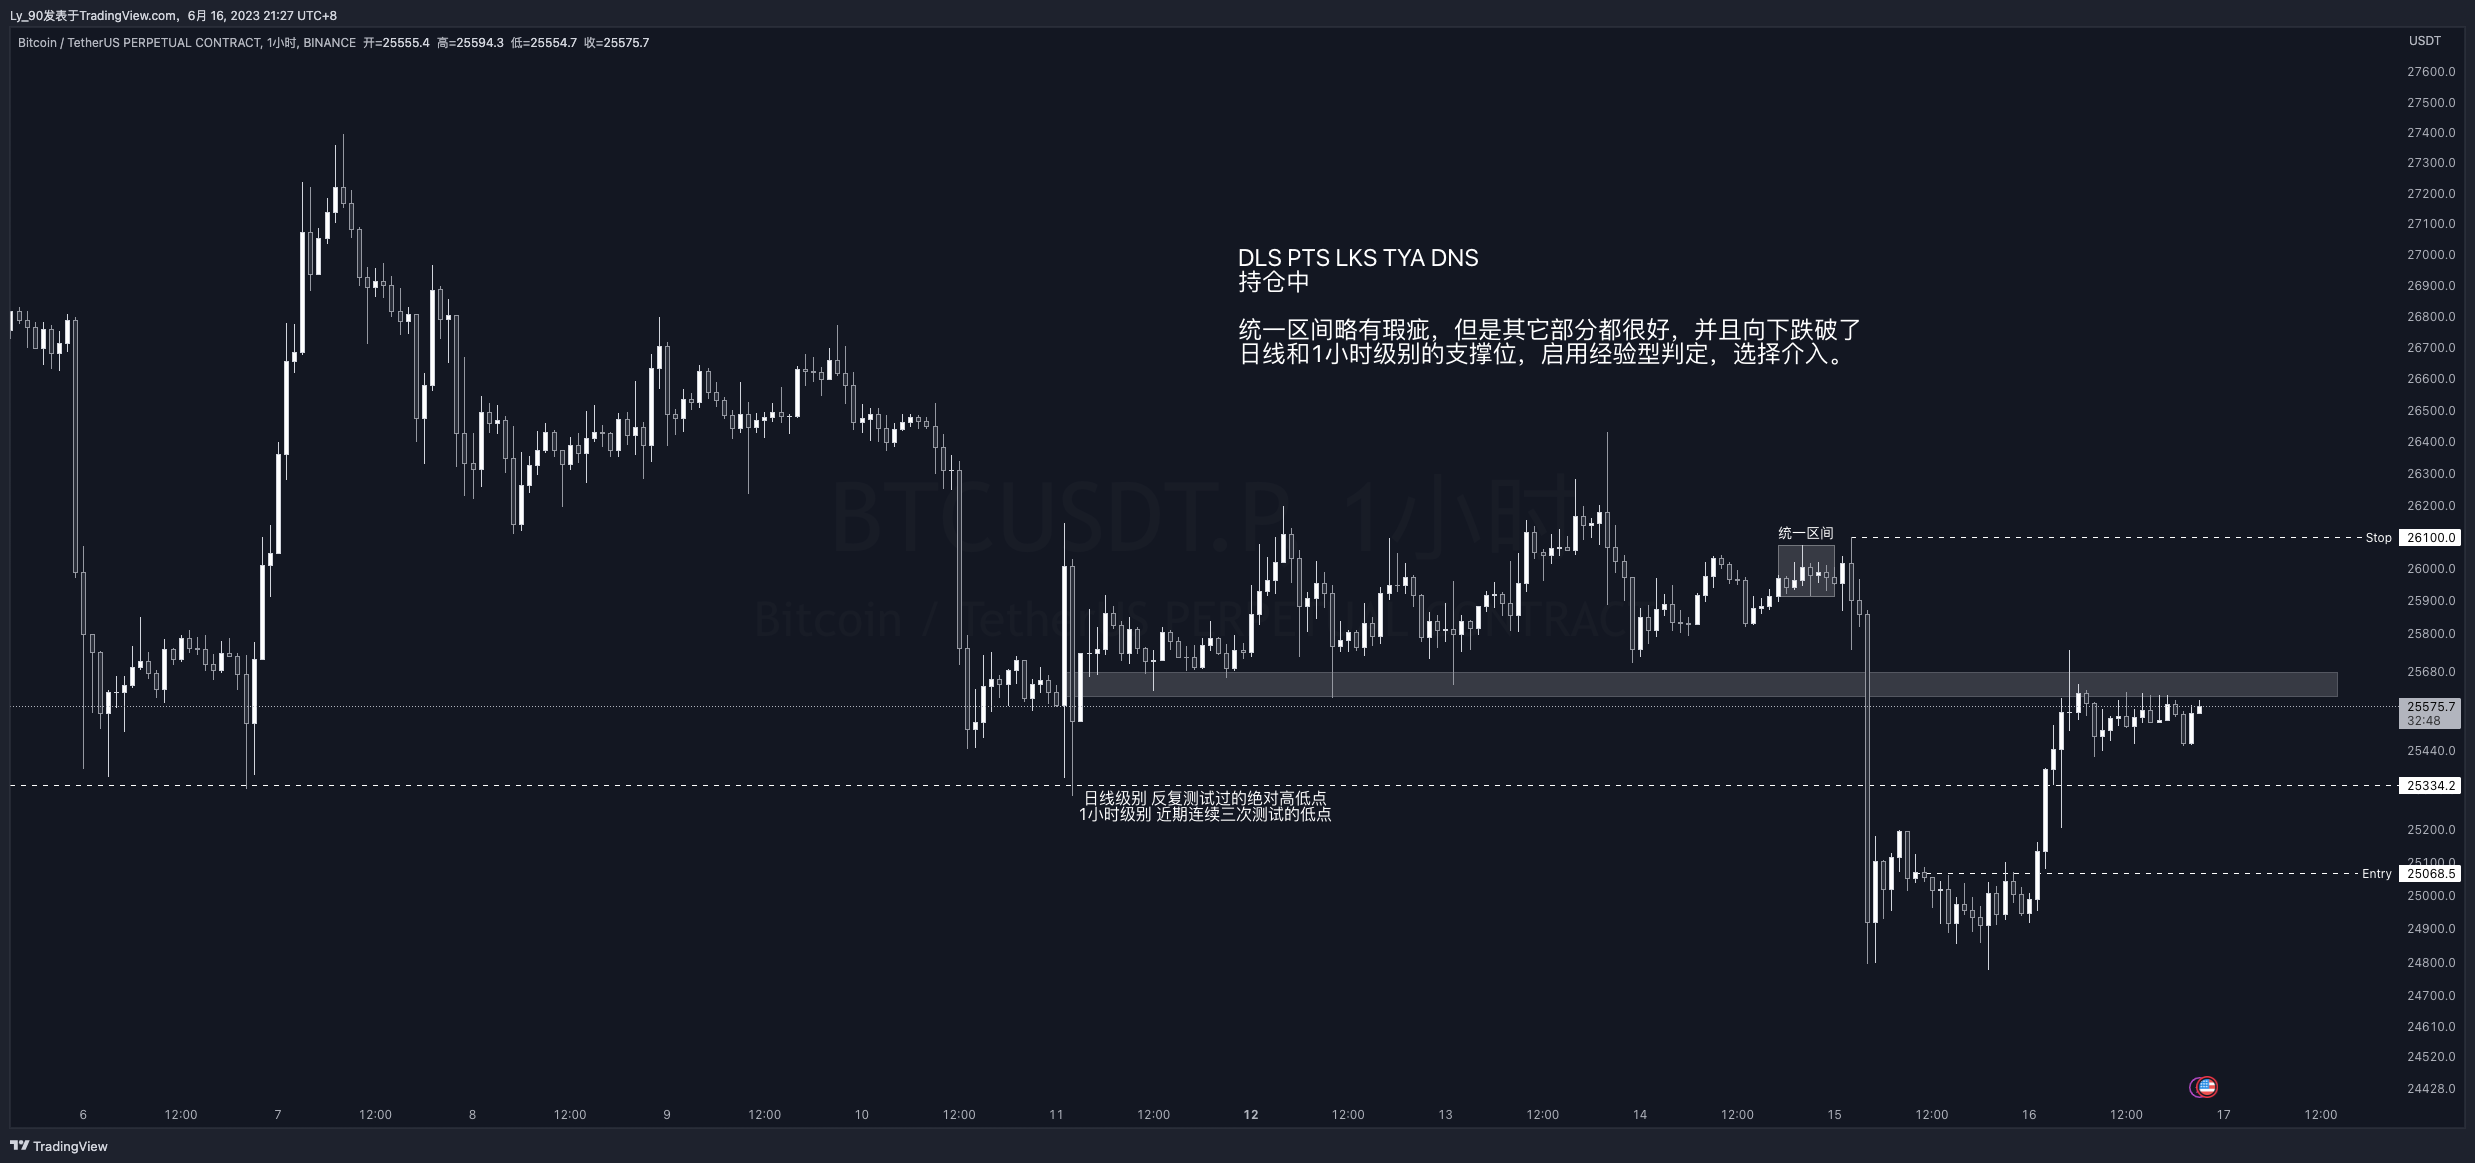 Ly_90发表于TradingView.com, 6月 16, 2023 21:27 UTC+8
Bitcoin / TetherUS PERPETUAL CONTRACT, 1小时, BINANCE 开=25555.4 高=25594.3 低=25554.7 收=25575.7
USDT
27600.0
27500.0
27400.0
27300.0
27200.0
27100.0
27000.0
26900.0
26800.0
26700.0
26600.0
26500.0
26400.0
26300.0
26200.0
DLS PTS LKS TYA DNS
持仓中
统一区间略有瑕疵，但是其它部分都很好，并且向下跌破了
日线和1小时级别的支撑位，启用经验型判定，选择介入。
BTCUSDT.P, 1小时
Bitcoin / TetherUS PERPETUAL CONTRACT
统一区间
Stop 26100.0
26000.0
25900.0
25800.0
25680.0
25575.7
32:48
25440.0
25334.2
日线级别 反复测试过的绝对高低点
1小时级别 近期连续三次测试的低点
25200.0
25100.0
Entry 25068.5
25000.0
24900.0
24800.0
24700.0
24610.0
24520.0
24428.0
6 12:00 7 12:00 8 12:00 9 12:00 10 12:00 11 12:00 12 12:00 13 12:00 14 12:00 15 12:00 16 12:00 17 12:00
TradingView